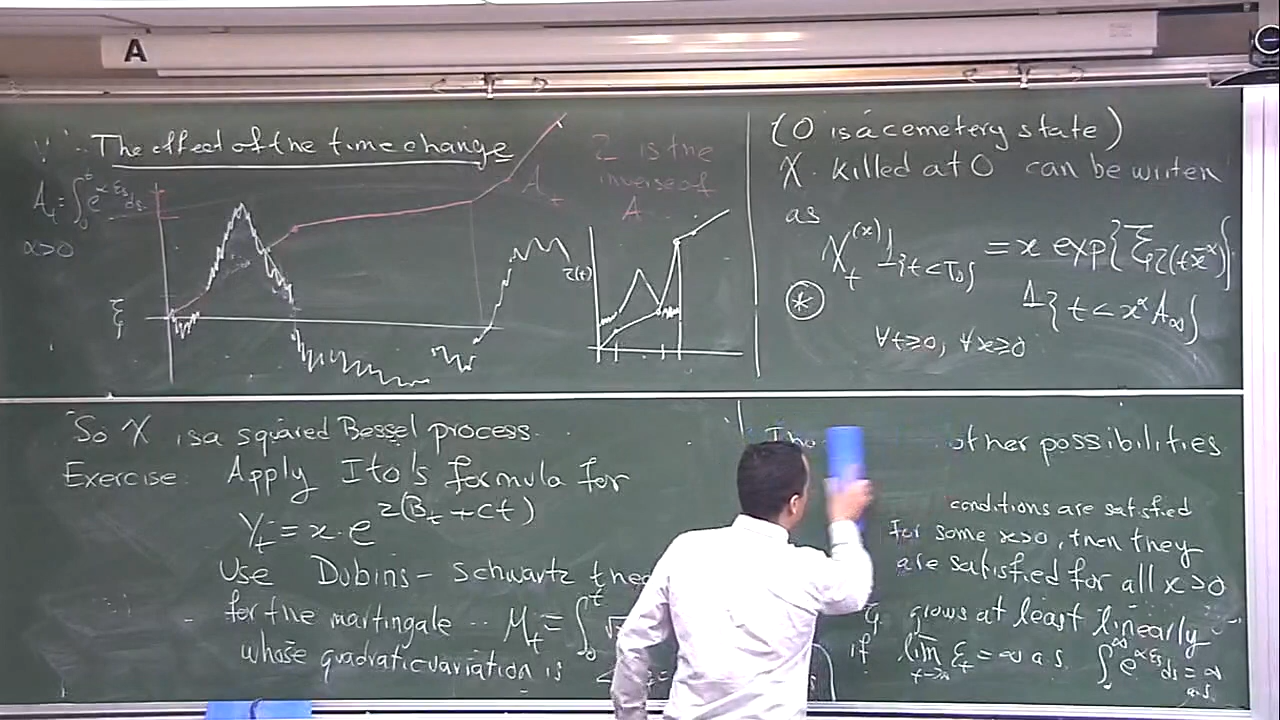 A
The effect of the time change
A_t = ∫_0^t e^{αξ_s} ds
α>0
ξ
A_t
τ is the
inverse of
A
τ(t)
(0 is a cemetery state)
X killed at 0 can be written
as
X_t^{(x)} 1_{t<T_0} = x exp{ξ_{τ(tx^{-α})}}
1_{t<x^α A_∞}
(*)
∀t≥0, ∀x≥0
So X is a squared Bessel process.
Exercise: Apply Ito's formula for
Y_t = x·e^{2(B_t+ct)}
Use Dubins-Schwartz
for the martingale M_t = ∫_0^t √
whose quadratic variation is
other possibilities
conditions are satisfied
for some x>0, then they
are satisfied for all x>0
ξ grows at least linearly
if lim_{t→∞} ξ_t = ∞ a.s. ∫_0^∞ e^{αξ_s} ds = ∞
a.s.